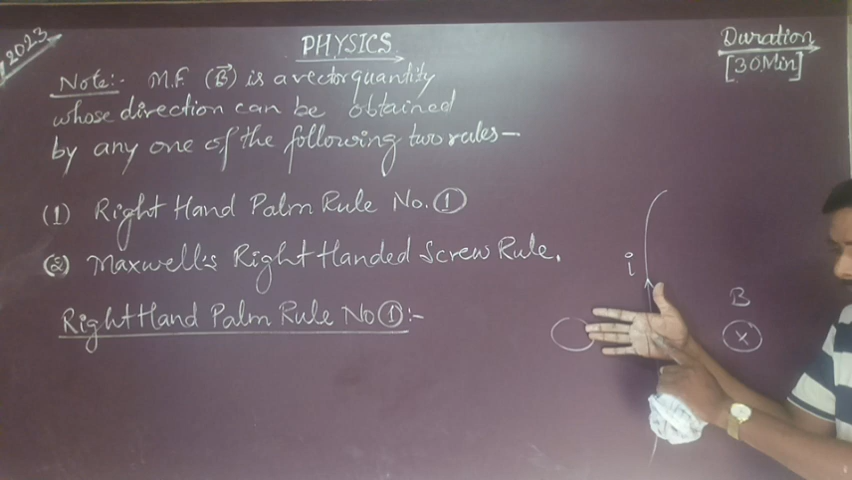 2023
PHYSICS
Duration
[30Min]
Note:- M.F. (B⃗) is a vector quantity
whose direction can be obtained
by any one of the following two rules—
(1) Right Hand Palm Rule No. ①
(2) Maxwell's Right Handed Screw Rule.
Right Hand Palm Rule No ①:-
i
B
X